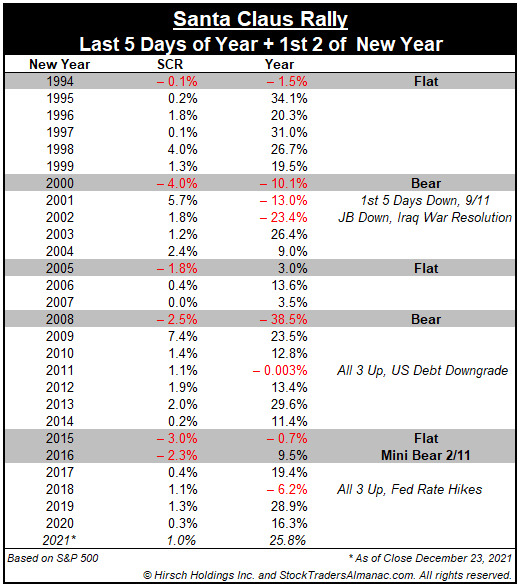 Santa Claus Rally
Last 5 Days of Year + 1st 2 of New Year
New Year SCR Year
1994 – 0.1% – 1.5% Flat
1995 0.2% 34.1%
1996 1.8% 20.3%
1997 0.1% 31.0%
1998 4.0% 26.7%
1999 1.3% 19.5%
2000 – 4.0% – 10.1% Bear
2001 5.7% – 13.0% 1st 5 Days Down, 9/11
2002 1.8% – 23.4% JB Down, Iraq War Resolution
2003 1.2% 26.4%
2004 2.4% 9.0%
2005 – 1.8% 3.0% Flat
2006 0.4% 13.6%
2007 0.0% 3.5%
2008 – 2.5% – 38.5% Bear
2009 7.4% 23.5%
2010 1.4% 12.8%
2011 1.1% – 0.003% All 3 Up, US Debt Downgrade
2012 1.9% 13.4%
2013 2.0% 29.6%
2014 0.2% 11.4%
2015 – 3.0% – 0.7% Flat
2016 – 2.3% 9.5% Mini Bear 2/11
2017 0.4% 19.4%
2018 1.1% – 6.2% All 3 Up, Fed Rate Hikes
2019 1.3% 28.9%
2020 0.3% 16.3%
2021* 1.0% 25.8%
Based on S&P 500 * As of Close December 23, 2021
© Hirsch Holdings Inc. and StockTradersAlmanac.com. All rights reserved.